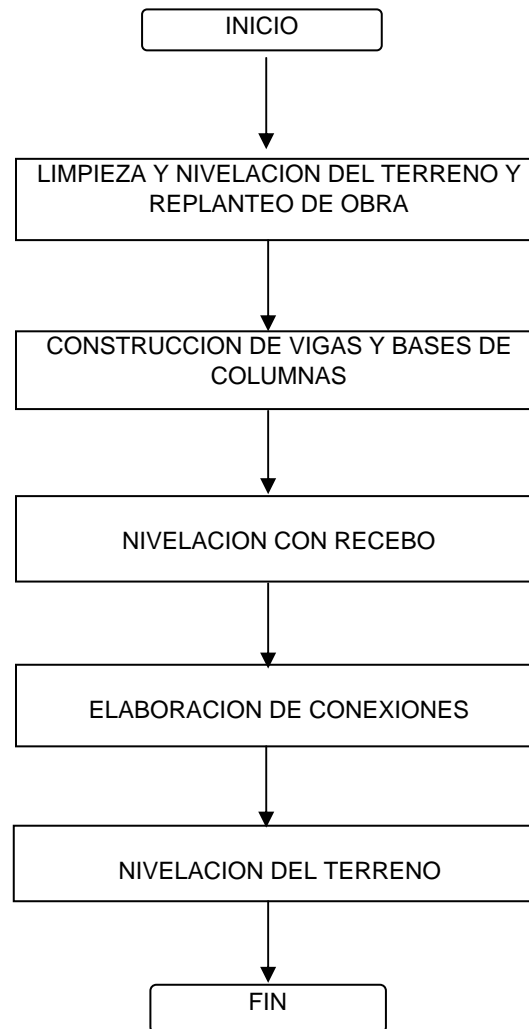 INICIO
LIMPIEZA Y NIVELACION DEL TERRENO Y
REPLANTEO DE OBRA
CONSTRUCCION DE VIGAS Y BASES DE
COLUMNAS
NIVELACION CON RECEBO
ELABORACION DE CONEXIONES
NIVELACION DEL TERRENO
FIN